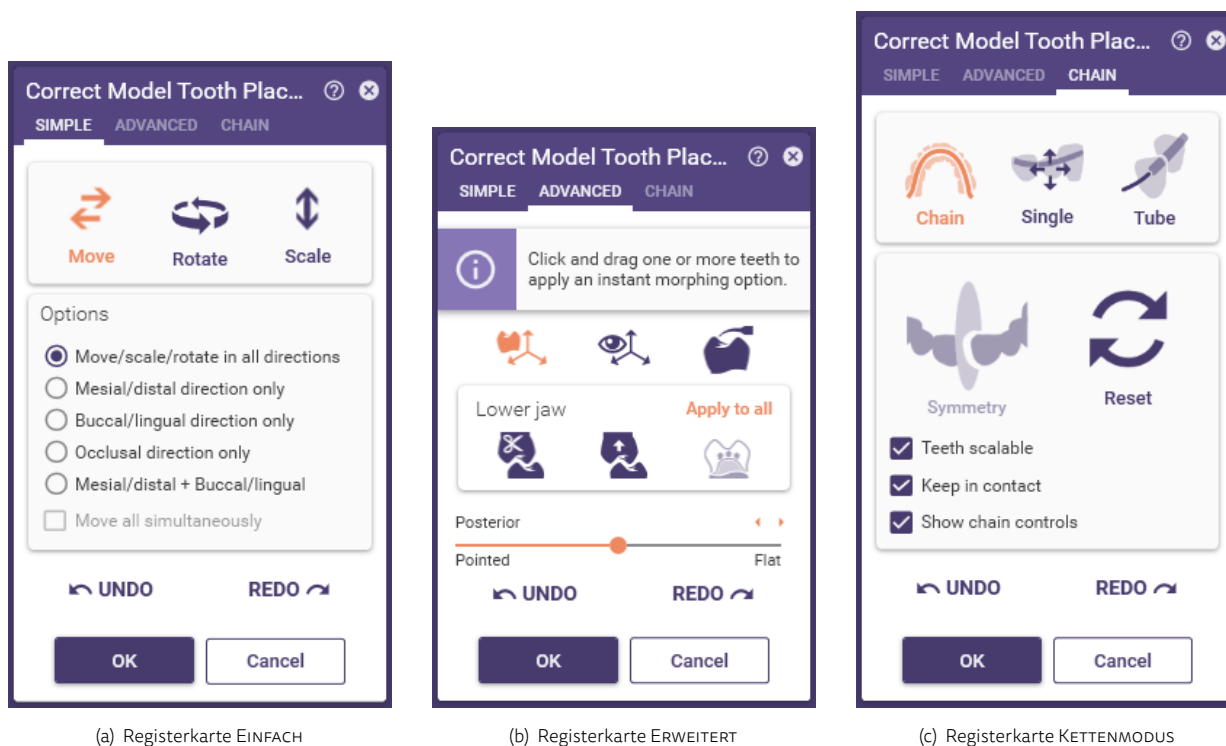 Correct Model Tooth Plac...
SIMPLE ADVANCED CHAIN
Move Rotate Scale
Options
Move/scale/rotate in all directions
Mesial/distal direction only
Buccal/lingual direction only
Occlusal direction only
Mesial/distal + Buccal/lingual
Move all simultaneously
UNDO REDO
OK Cancel
(a) Registerkarte EINFACH
Correct Model Tooth Plac...
SIMPLE ADVANCED CHAIN
Click and drag one or more teeth to
apply an instant morphing option.
Lower jaw Apply to all
Posterior
Pointed Flat
UNDO REDO
OK Cancel
(b) Registerkarte ERWEITERT
Correct Model Tooth Plac...
SIMPLE ADVANCED CHAIN
Chain Single Tube
Symmetry Reset
Teeth scalable
Keep in contact
Show chain controls
UNDO REDO
OK Cancel
(c) Registerkarte KETTENMODUS